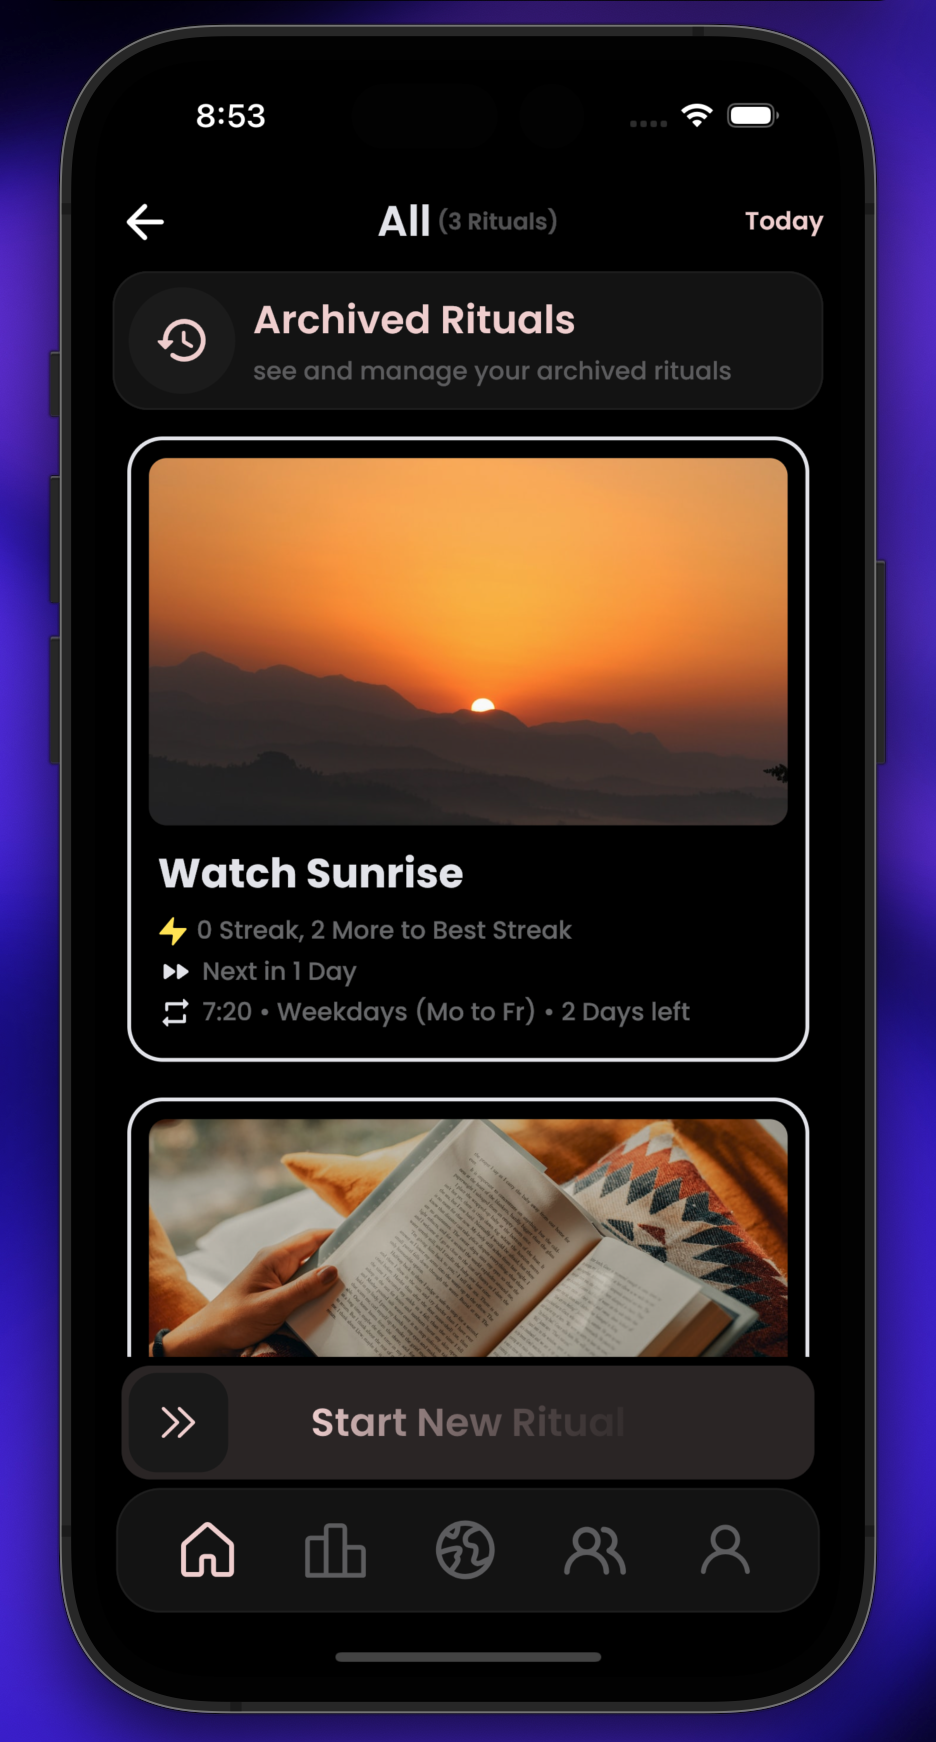 8:53
All (3 Rituals)
Today
Archived Rituals
see and manage your archived rituals
Watch Sunrise
0 Streak, 2 More to Best Streak
Next in 1 Day
7:20 • Weekdays (Mo to Fr) • 2 Days left
Start New Ritual